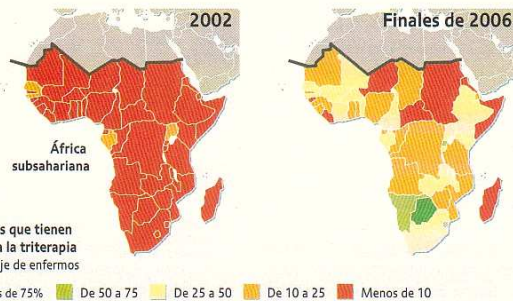 2002
Finales de 2006
África
subsahariana
s que tienen
la triterapia
je de enfermos
s de 75%
De 50 a 75
De 25 a 50
De 10 a 25
Menos de 10